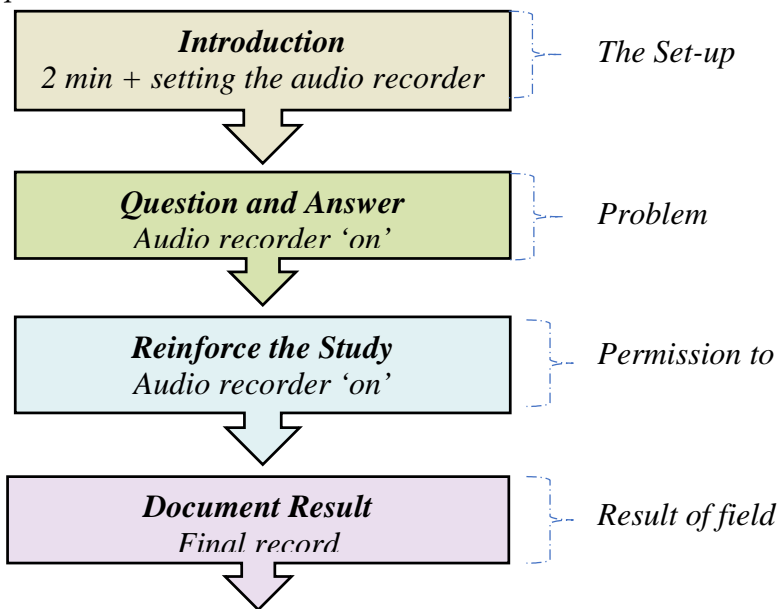 Introduction
2 min + setting the audio recorder
The Set-up
Question and Answer
Audio recorder ‘on’
Problem
Reinforce the Study
Audio recorder ‘on’
Permission to
Document Result
Final record
Result of field